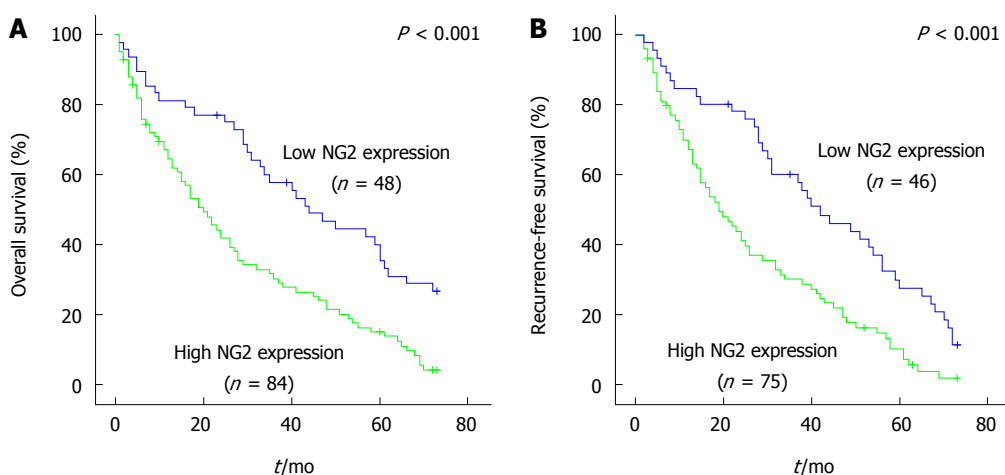 A
P < 0.001
Overall survival (%)
100
80
60
40
20
0
Low NG2 expression
(n = 48)
High NG2 expression
(n = 84)
0 20 40 60 80
t/mo
B
P < 0.001
Recurrence-free survival (%)
100
80
60
40
20
0
Low NG2 expression
(n = 46)
High NG2 expression
(n = 75)
0 20 40 60 80
t/mo